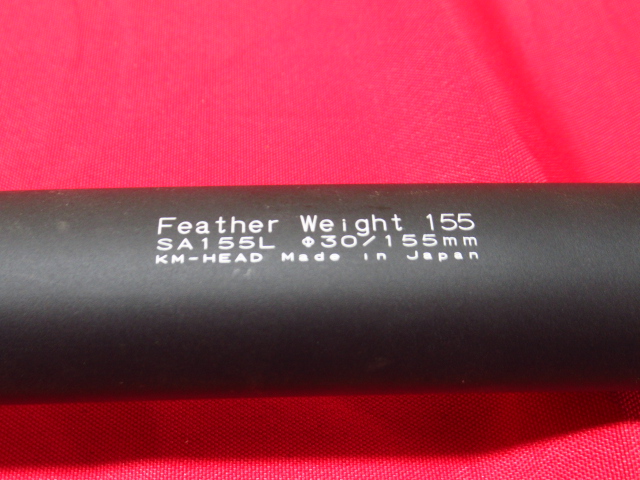 Feather Weight 155
SA155L Φ30/155mm
KM-HEAD Made in Japan